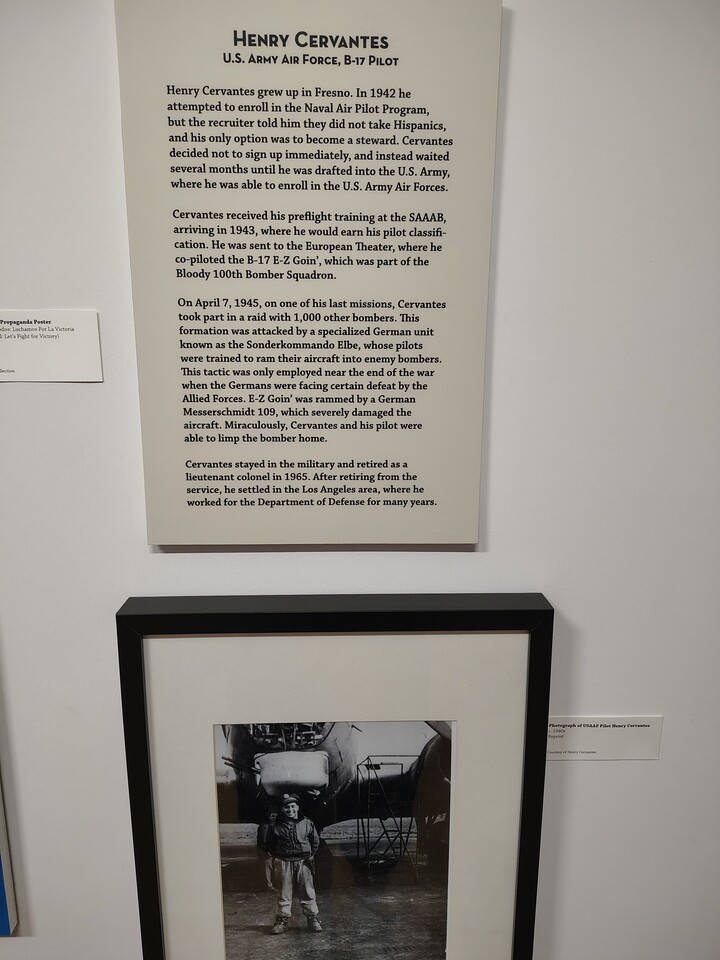 HENRY CERVANTES
U.S. ARMY AIR FORCE, B-17 PILOT
Henry Cervantes grew up in Fresno. In 1942 he
attempted to enroll in the Naval Air Pilot Program,
but the recruiter told him they did not take Hispanics,
and his only option was to become a steward. Cervantes
decided not to sign up immediately, and instead waited
several months until he was drafted into the U.S. Army,
where he was able to enroll in the U.S. Army Air Forces.
Cervantes received his preflight training at the SAAAB,
arriving in 1943, where he would earn his pilot classifi-
cation. He was sent to the European Theater, where he
co-piloted the B-17 E-Z Goin', which was part of the
Bloody 100th Bomber Squadron.
On April 7, 1945, on one of his last missions, Cervantes
took part in a raid with 1,000 other bombers. This
formation was attacked by a specialized German unit
known as the Sonderkommando Elbe, whose pilots
were trained to ram their aircraft into enemy bombers.
This tactic was only employed near the end of the war
when the Germans were facing certain defeat by the
Allied Forces. E-Z Goin' was rammed by a German
Messerschmidt 109, which severely damaged the
aircraft. Miraculously, Cervantes and his pilot were
able to limp the bomber home.
Cervantes stayed in the military and retired as a
lieutenant colonel in 1965. After retiring from the
service, he settled in the Los Angeles area, where he
worked for the Department of Defense for many years.
Propaganda Poster
dos: Luchamos Por La Victoria
: Let's Fight for Victory)
Photograph of USAAF Pilot Henry Cervantes
1940s
Courtesy of Henry Cervantes